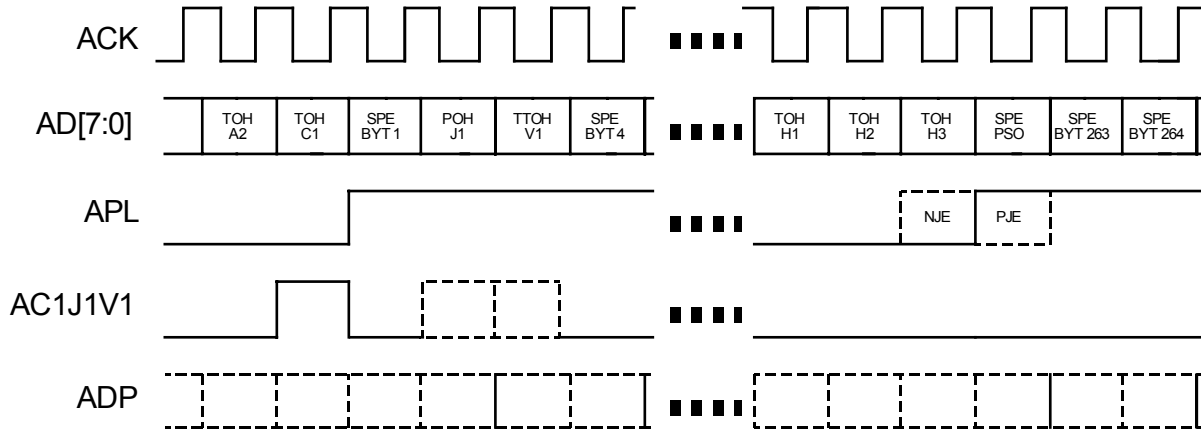 ACK
AD[7:0]
TOH
A2
TOH
C1
SPE
BYT 1
POH
J1
TTOH
V1
SPE
BYT 4
TOH
H1
TOH
H2
TOH
H3
SPE
PSO
SPE
BYT 263
SPE
BYT 264
APL
NJE
PJE
AC1J1V1
ADP